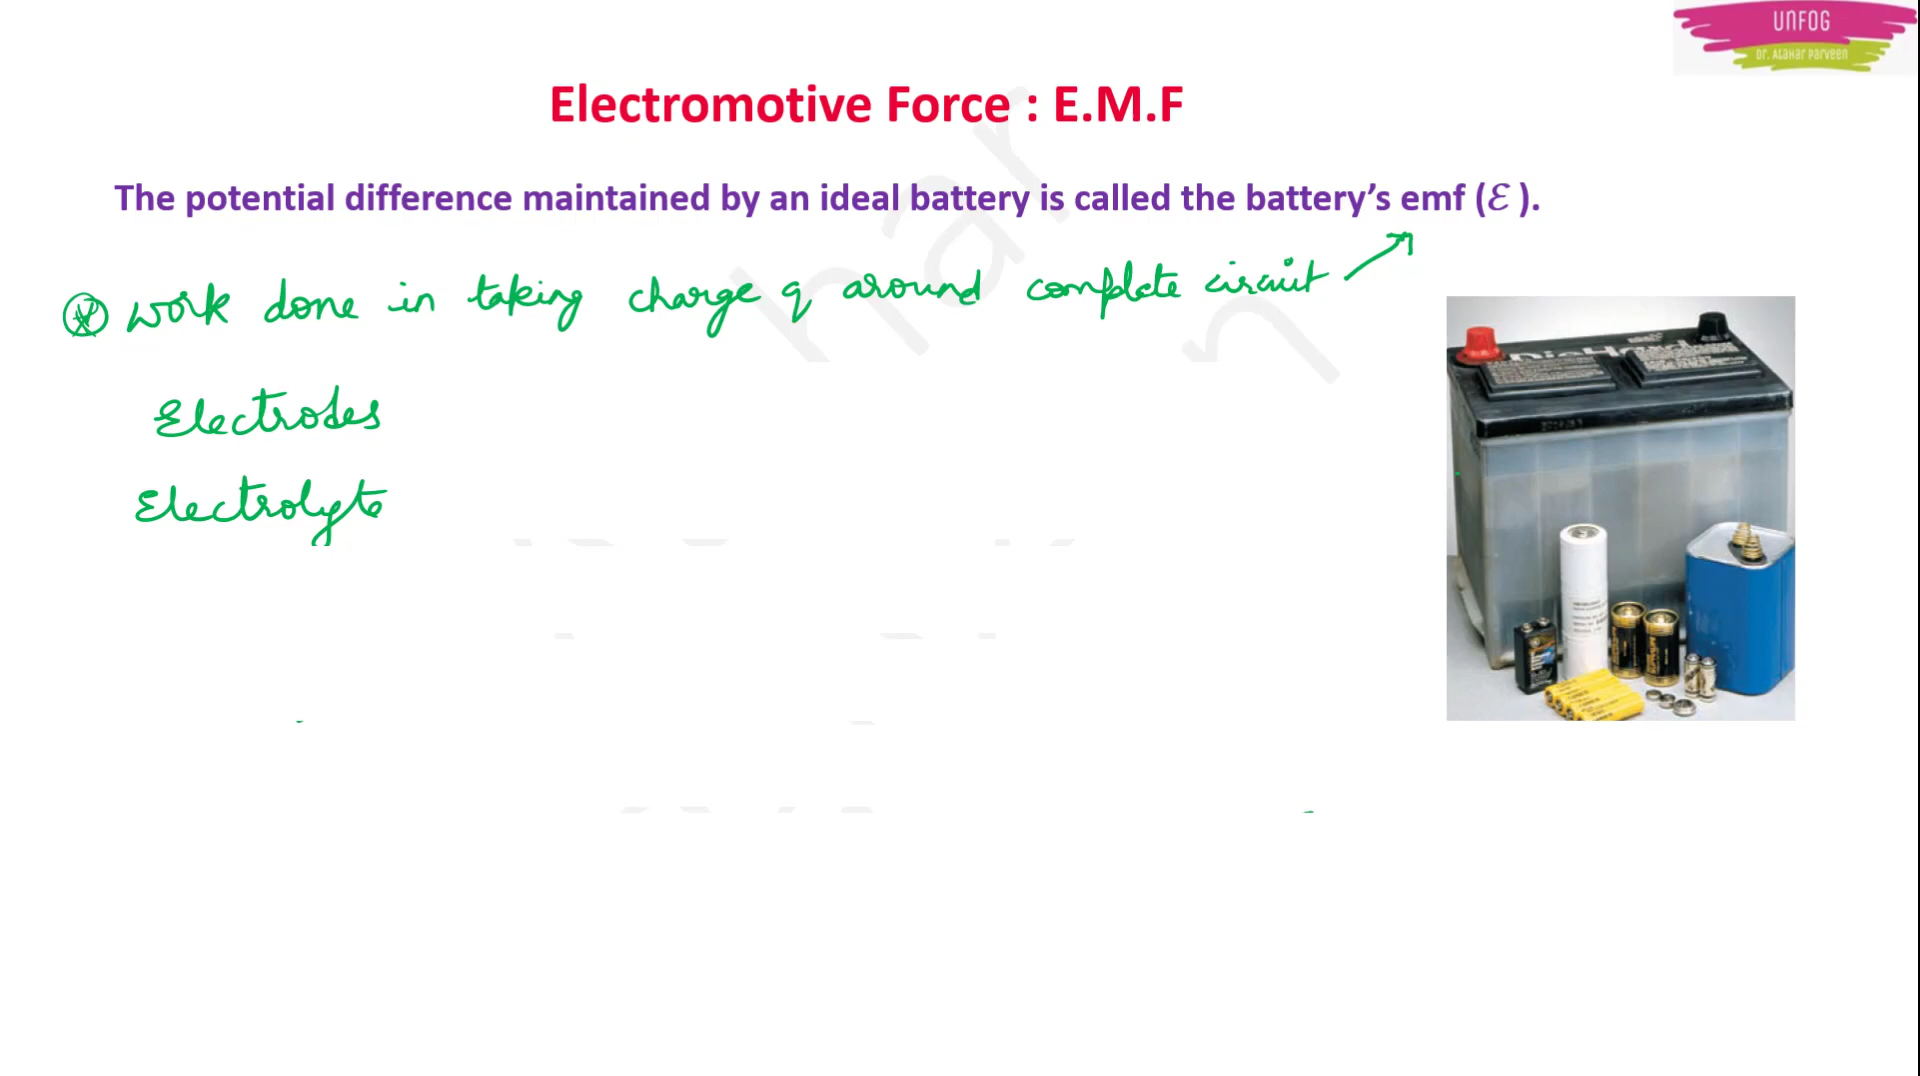 UNFOG
Dr. Atahar Parveen
Electromotive Force : E.M.F
The potential difference maintained by an ideal battery is called the battery's emf (ℰ ).
work done in taking charge q around complete circuit
Electrodes
Electrolyte